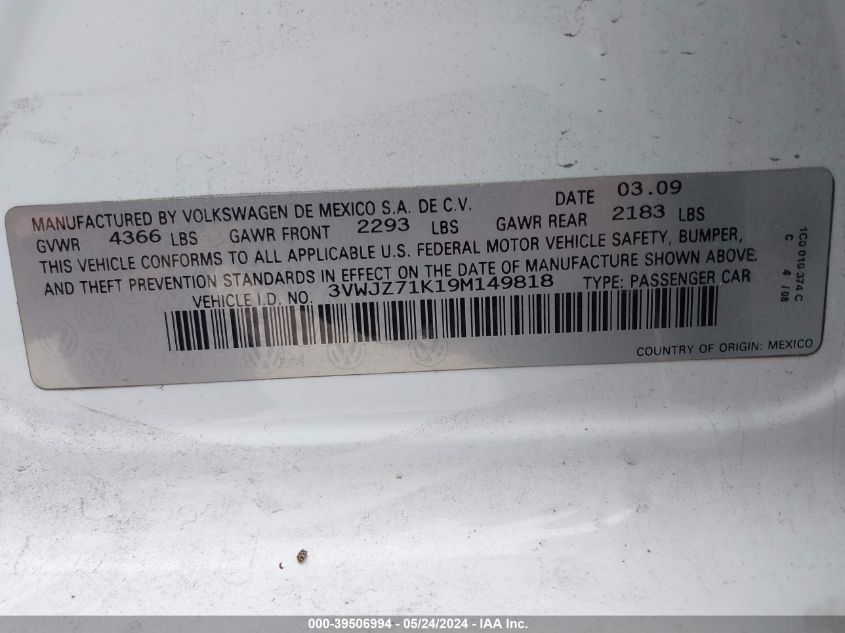 MANUFACTURED BY VOLKSWAGEN DE MEXICO S.A. DE C.V. DATE 03.09
GVWR 4366 LBS GAWR FRONT 2293 LBS GAWR REAR 2183 LBS
THIS VEHICLE CONFORMS TO ALL APPLICABLE U.S. FEDERAL MOTOR VEHICLE SAFETY, BUMPER,
AND THEFT PREVENTION STANDARDS IN EFFECT ON THE DATE OF MANUFACTURE SHOWN ABOVE.
VEHICLE I.D. NO. 3VWJZ71K19M149818 TYPE: PASSENGER CAR
COUNTRY OF ORIGIN: MEXICO
1C0 010 374 C
C 4 / 08
000-39506994 - 05/24/2024 - IAA Inc.